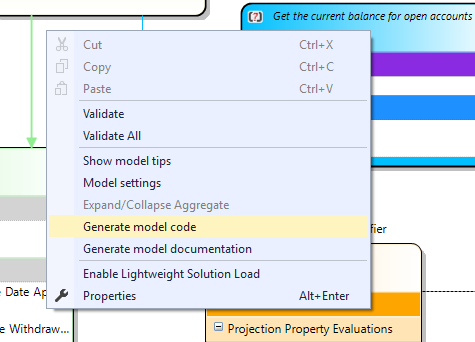 Get the current balance for open accounts
Cut Ctrl+X
Copy Ctrl+C
Paste Ctrl+V
Validate
Validate All
Show model tips
Model settings
Expand/Collapse Aggregate
Generate model code
Generate model documentation
Enable Lightweight Solution Load
Properties Alt+Enter
Date
Withdraw...
Projection Property Evaluations